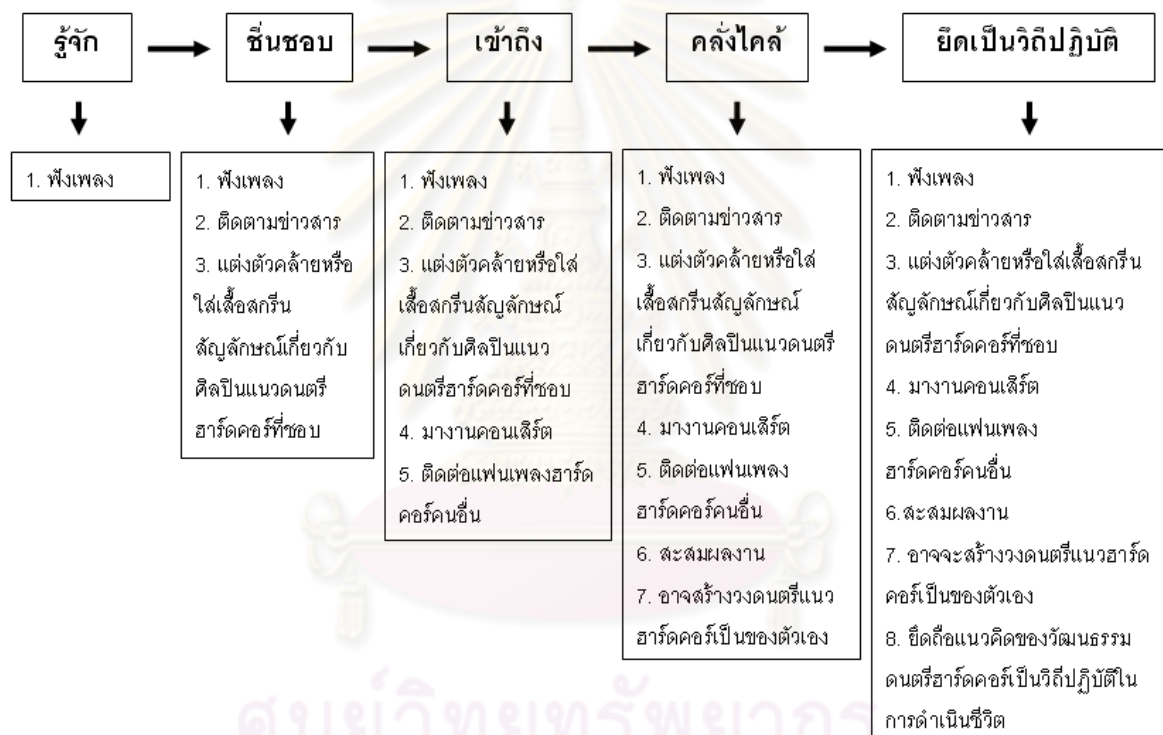 รู้จัก
ชื่นชอบ
เข้าถึง
คลั่งไคล้
ยึดเป็นวิถีปฏิบัติ
1. ฟังเพลง
1. ฟังเพลง
2. ติดตามข่าวสาร
3. แต่งตัวคล้ายหรือ
ใส่เสื้อสกรีน
สัญลักษณ์เกี่ยวกับ
ศิลปินแนวดนตรี
ฮาร์ดคอร์ที่ชอบ
1. ฟังเพลง
2. ติดตามข่าวสาร
3. แต่งตัวคล้ายหรือใส่
เสื้อสกรีนสัญลักษณ์
เกี่ยวกับศิลปินแนว
ดนตรีฮาร์ดคอร์ที่ชอบ
4. มางานคอนเสิร์ต
5. ติดต่อแฟนเพลงฮาร์ด
คอร์คนอื่น
1. ฟังเพลง
2. ติดตามข่าวสาร
3. แต่งตัวคล้ายหรือใส่
เสื้อสกรีนสัญลักษณ์
เกี่ยวกับศิลปินแนวดนตรี
ฮาร์ดคอร์ที่ชอบ
4. มางานคอนเสิร์ต
5. ติดต่อแฟนเพลง
ฮาร์ดคอร์คนอื่น
6. สะสมผลงาน
7. อาจสร้างวงดนตรีแนว
ฮาร์ดคอร์เป็นของตัวเอง
1. ฟังเพลง
2. ติดตามข่าวสาร
3. แต่งตัวคล้ายหรือใส่เสื้อสกรีน
สัญลักษณ์เกี่ยวกับศิลปินแนว
ดนตรีฮาร์ดคอร์ที่ชอบ
4. มางานคอนเสิร์ต
5. ติดต่อแฟนเพลง
ฮาร์ดคอร์คนอื่น
6.สะสมผลงาน
7. อาจจะสร้างวงดนตรีแนวฮาร์ด
คอร์เป็นของตัวเอง
8. ยึดถือแนวคิดของวัฒนธรรม
ดนตรีฮาร์ดคอร์เป็นวิถีปฏิบัติใน
การดำเนินชีวิต
ศูนย์วิทยทรัพยากร